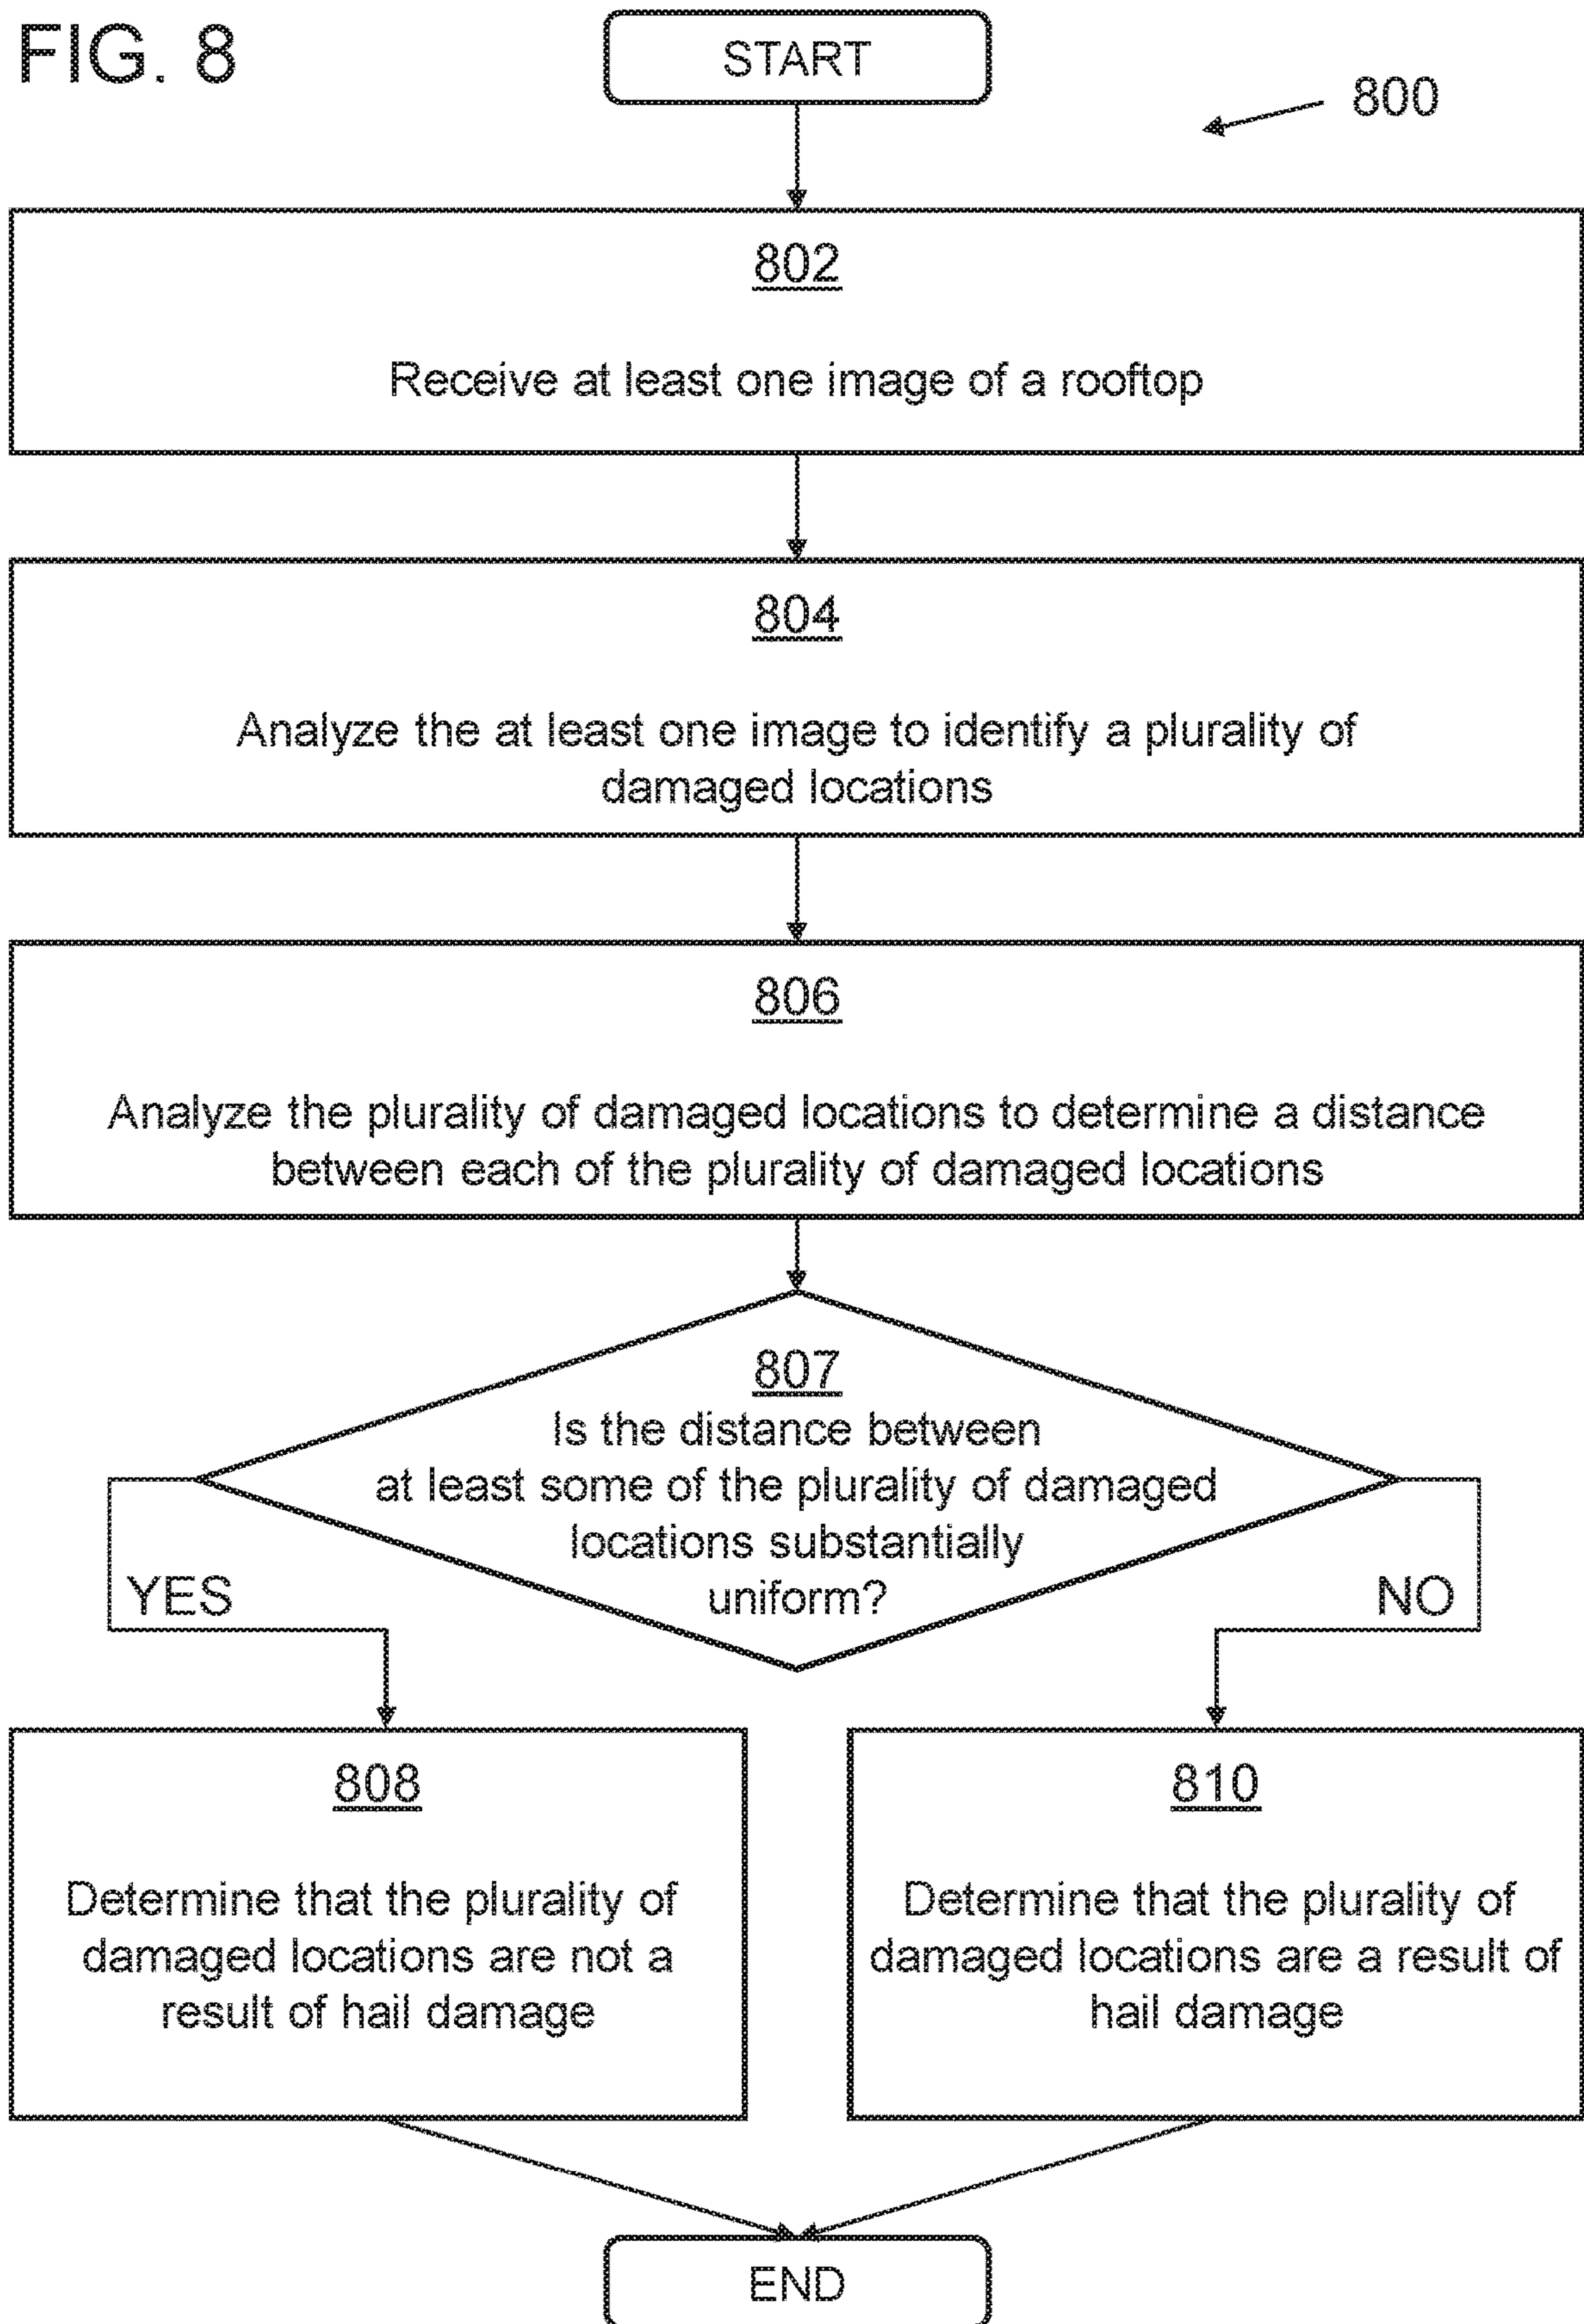 FIG. 8
START
800
802
Receive at least one image of a rooftop
804
Analyze the at least one image to identify a plurality of
damaged locations
806
Analyze the plurality of damaged locations to determine a distance
between each of the plurality of damaged locations
807
Is the distance between
at least some of the plurality of damaged
locations substantially
uniform?
YES
NO
808
Determine that the plurality of
damaged locations are not a
result of hail damage
810
Determine that the plurality of
damaged locations are a result of
hail damage
END